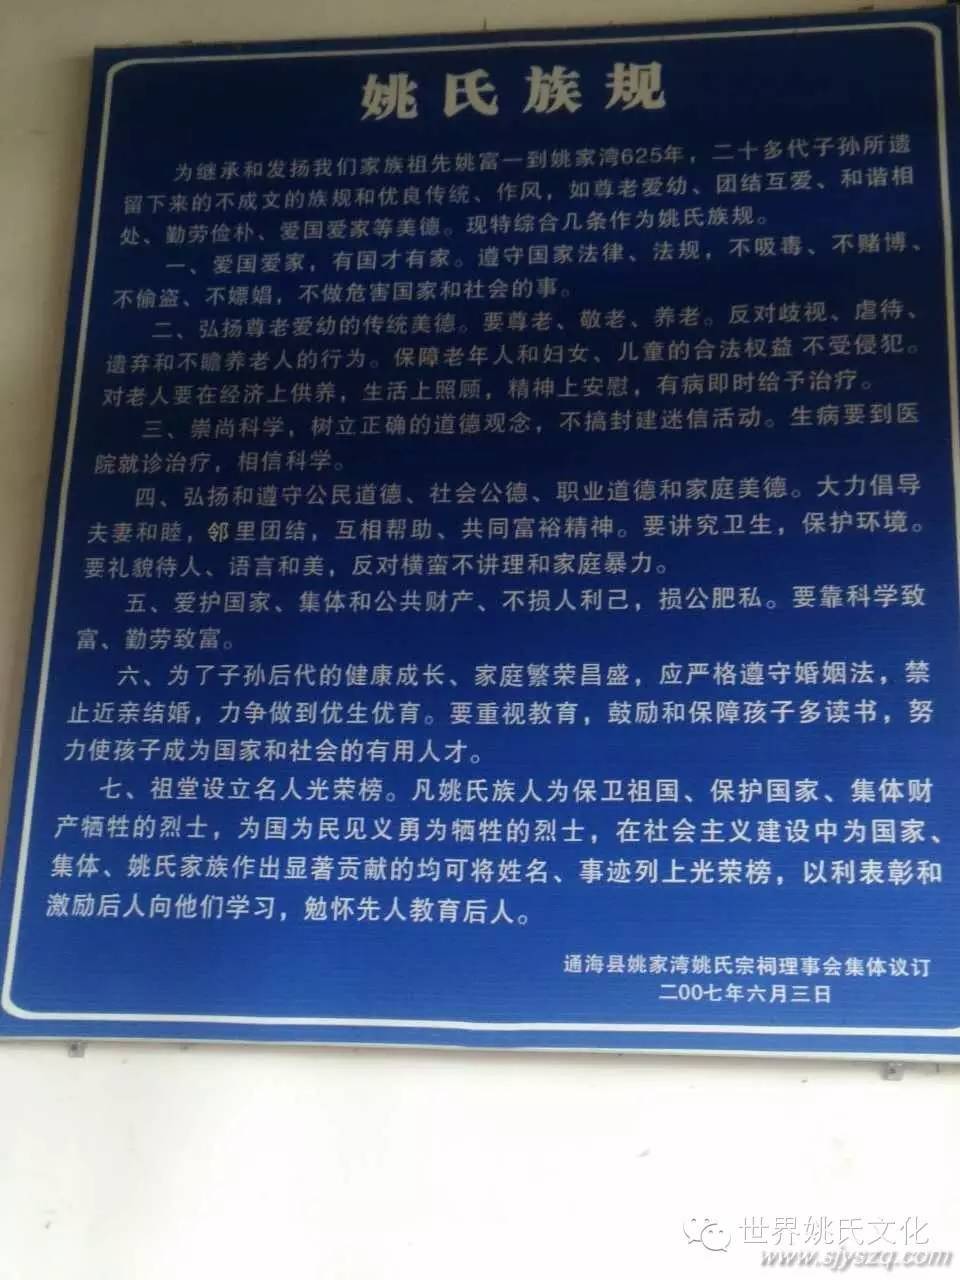 姚氏族规
为继承和发扬我们家族祖先姚富一到姚家湾625年，二十多代子孙所遗
留下来的不成文的族规和优良传统、作风，如尊老爱幼、团结互爱、和谐相
处、勤劳俭朴、爱国爱家等美德。现特综合几条作为姚氏族规。
一、爱国爱家，有国才有家。遵守国家法律、法规，不吸毒、不赌博、
不偷盗、不嫖娼，不做危害国家和社会的事。
二、弘扬尊老爱幼的传统美德。要尊老、敬老、养老。反对歧视、虐待、
遗弃和不瞻养老人的行为。保障老年人和妇女、儿童的合法权益 不受侵犯。
对老人要在经济上供养，生活上照顾，精神上安慰，有病即时给予治疗。
三、崇尚科学，树立正确的道德观念，不搞封建迷信活动。生病要到医
院就诊治疗，相信科学。
四、弘扬和遵守公民道德、社会公德、职业道德和家庭美德。大力倡导
夫妻和睦，邻里团结，互相帮助、共同富裕精神。要讲究卫生，保护环境。
要礼貌待人、语言和美，反对横蛮不讲理和家庭暴力。
五、爱护国家、集体和公共财产、不损人利己，损公肥私。要靠科学致
富、勤劳致富。
六、为了子孙后代的健康成长、家庭繁荣昌盛，应严格遵守婚姻法，禁
止近亲结婚，力争做到优生优育。要重视教育，鼓励和保障孩子多读书，努
力使孩子成为国家和社会的有用人才。
七、祖堂设立名人光荣榜。凡姚氏族人为保卫祖国、保护国家、集体财
产牺牲的烈士，为国为民见义勇为牺牲的烈士，在社会主义建设中为国家、
集体、姚氏家族作出显著贡献的均可将姓名、事迹列上光荣榜，以利表彰和
激励后人向他们学习，勉怀先人教育后人。
通海县姚家湾姚氏宗祠理事会集体议订
二00七年六月三日
世界姚氏文化
www.sjyszq.com